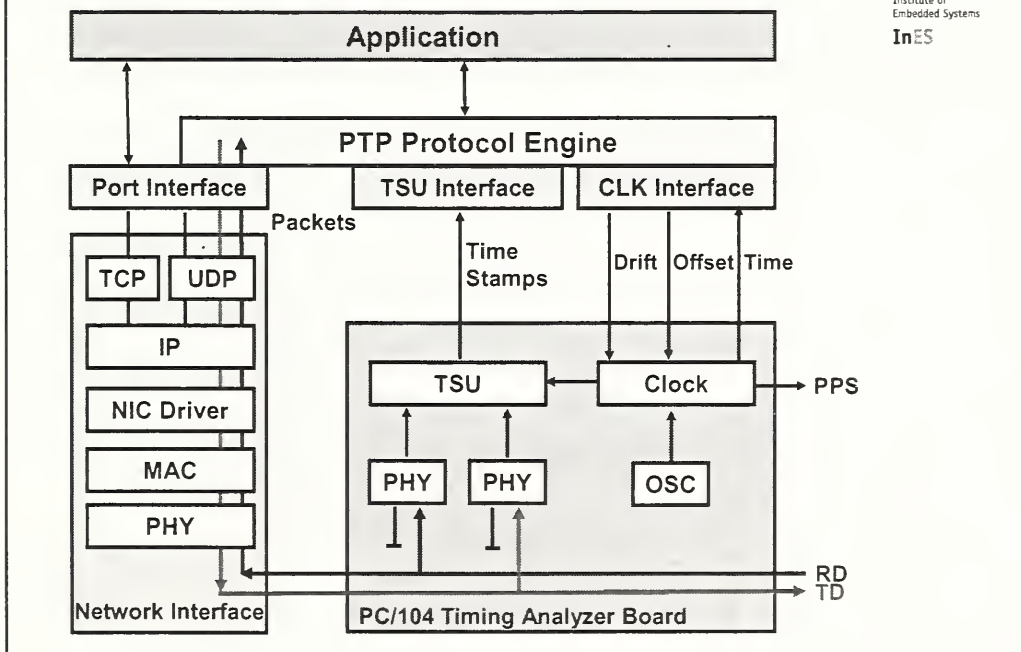 Institute of
Embedded Systems
InES
Application
PTP Protocol Engine
Port Interface
TSU Interface
CLK Interface
Packets
Time
Stamps
Drift
Offset
Time
TCP
UDP
IP
NIC Driver
MAC
PHY
Network Interface
TSU
Clock
PPS
PHY
PHY
OSC
RD
TD
PC/104 Timing Analyzer Board